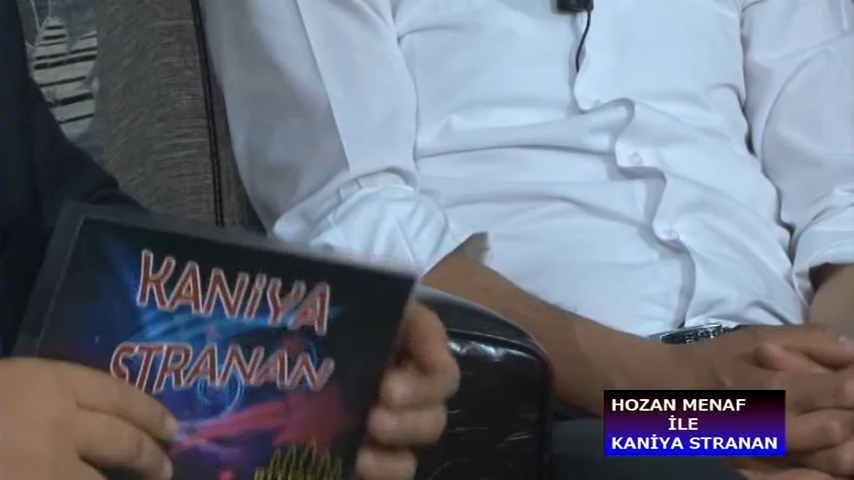 KANİYA
STRANAN
HOZAN MENAF
İLE
KANİYA STRANAN